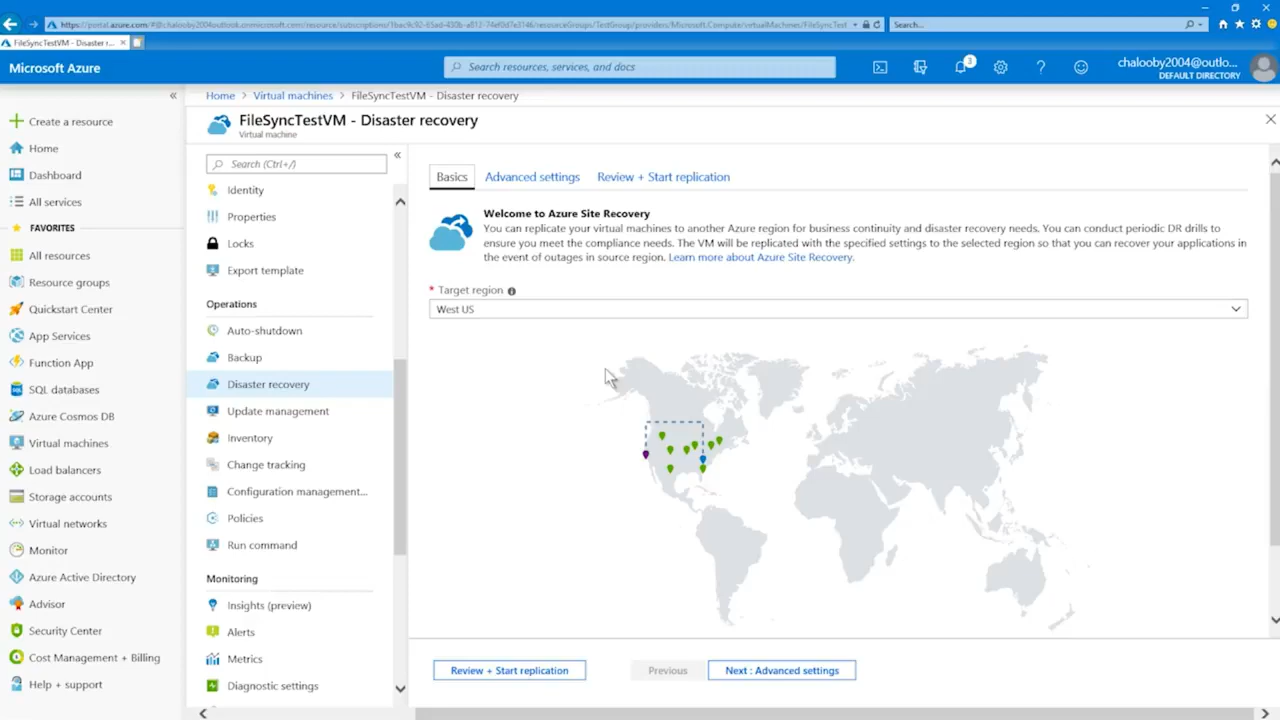 Search...
FileSyncTestVM - Disaster r...
Microsoft Azure
Search resources, services, and docs
3
chalooby2004@outlo...
DEFAULT DIRECTORY
Create a resource
Home
Dashboard
All services
FAVORITES
All resources
Resource groups
Quickstart Center
App Services
Function App
SQL databases
Azure Cosmos DB
Virtual machines
Load balancers
Storage accounts
Virtual networks
Monitor
Azure Active Directory
Advisor
Security Center
Cost Management + Billing
Help + support
Home > Virtual machines > FileSyncTestVM - Disaster recovery
FileSyncTestVM - Disaster recovery
Virtual machine
Search (Ctrl+/)
Identity
Properties
Locks
Export template
Operations
Auto-shutdown
Backup
Disaster recovery
Update management
Inventory
Change tracking
Configuration management...
Policies
Run command
Monitoring
Insights (preview)
Alerts
Metrics
Diagnostic settings
Basics Advanced settings Review + Start replication
Welcome to Azure Site Recovery
You can replicate your virtual machines to another Azure region for business continuity and disaster recovery needs. You can conduct periodic DR drills to
ensure you meet the compliance needs. The VM will be replicated with the specified settings to the selected region so that you can recover your applications in
the event of outages in source region. Learn more about Azure Site Recovery.
* Target region
West US
Review + Start replication
Previous
Next : Advanced settings